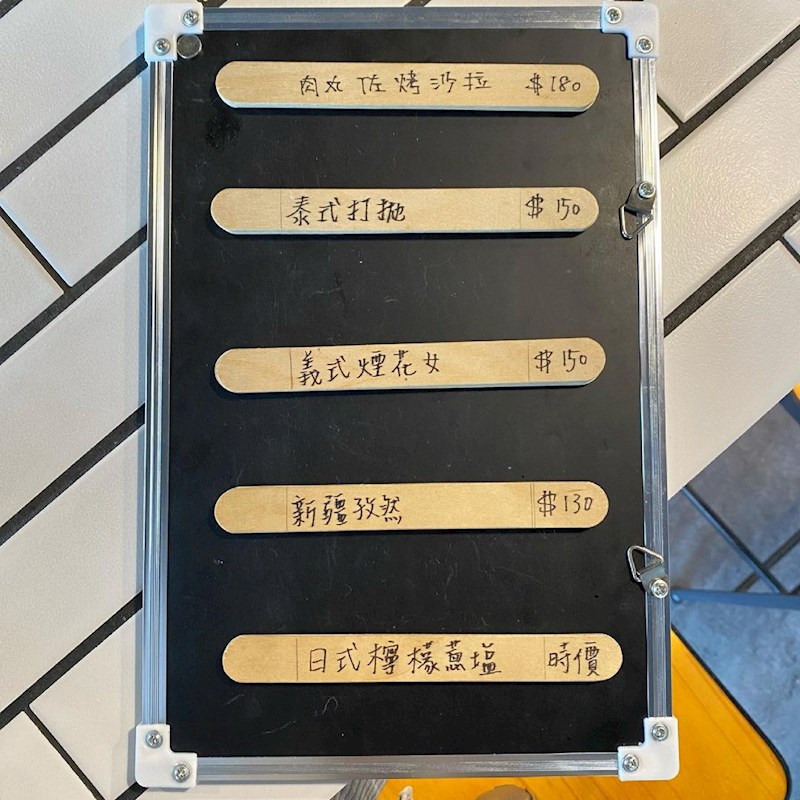 肉丸佐烤沙拉 $180
泰式打拋 $150
義式煙花女 $150
新疆孜然 $130
日式檸檬蔥塩 時價